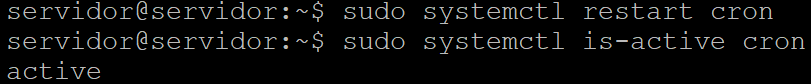 servidor@servidor:~$ sudo systemctl restart cron
servidor@servidor:~$ sudo systemctl is-active cron
active